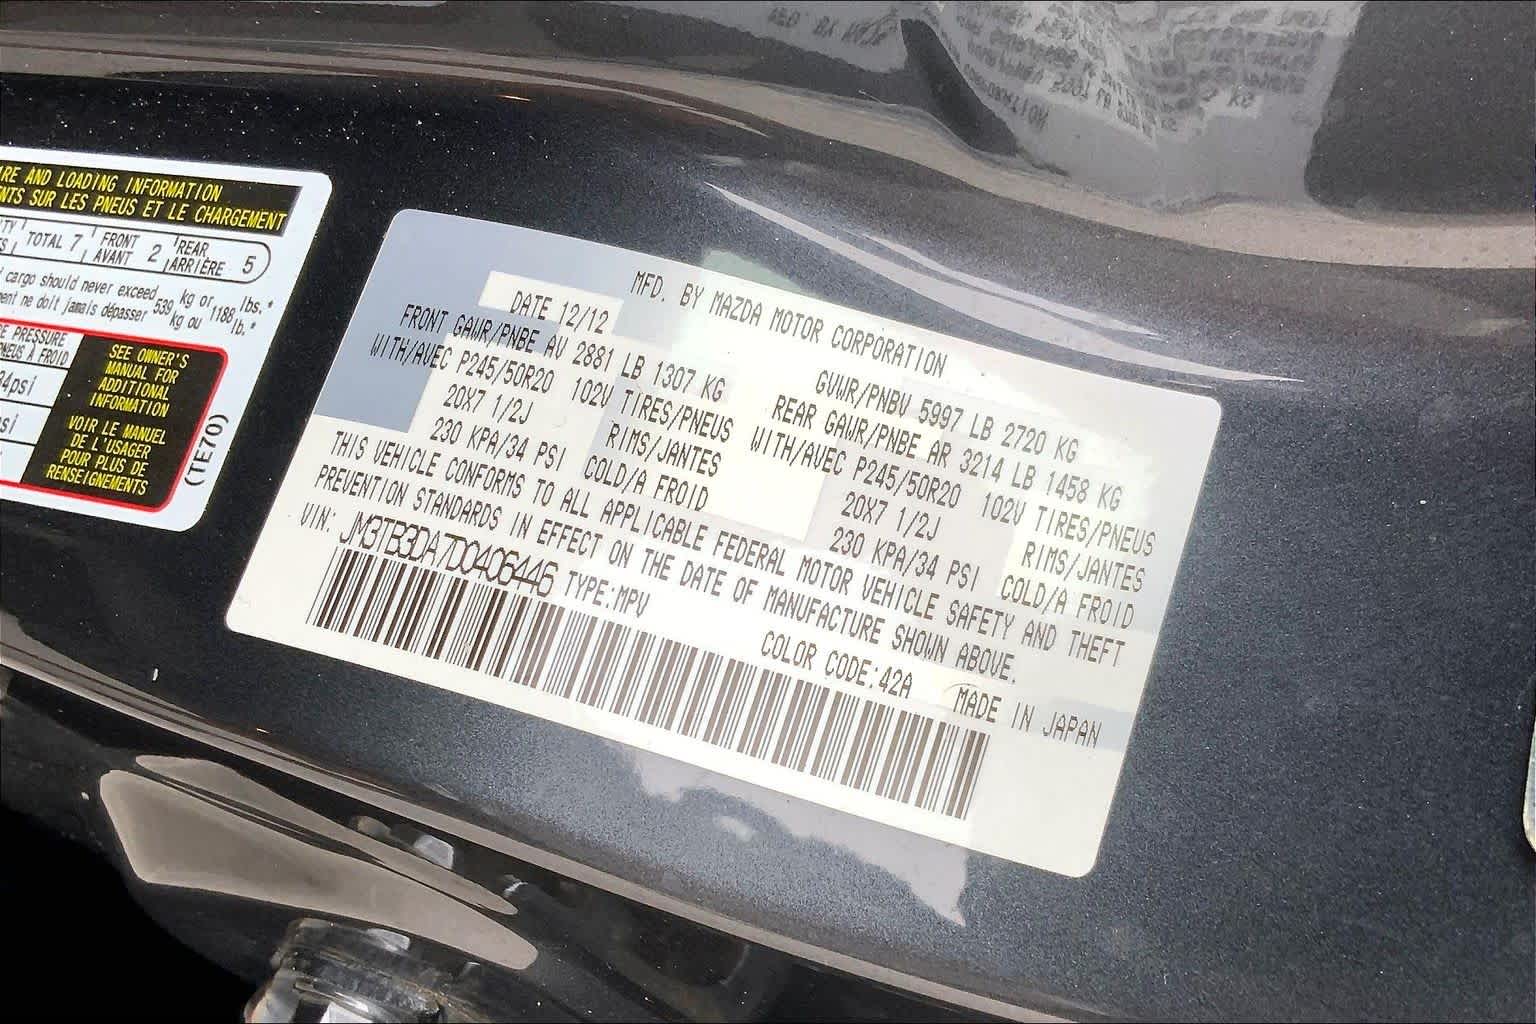 RE AND LOADING INFORMATION
NTS SUR LES PNEUS ET LE CHARGEMENT
TOTAL 7 FRONT AVANT 2 REAR ARRIÈRE 5
cargo should never exceed 539 kg or 1188 lbs.*
ent ne doit jamais dépasser kg ou lb.*
E PRESSURE
PNEUS À FROID
34psi
psi
SEE OWNER'S
MANUAL FOR
ADDITIONAL
INFORMATION
VOIR LE MANUEL
DE L'USAGER
POUR PLUS DE
RENSEIGNEMENTS
(TE70)
MFD. BY MAZDA MOTOR CORPORATION
DATE 12/12
GVWR/PNBV 5997 LB 2720 KG
FRONT GAWR/PNBE AV 2881 LB 1307 KG
REAR GAWR/PNBE AR 3214 LB 1458 KG
WITH/AVEC P245/50R20 102V TIRES/PNEUS
WITH/AVEC P245/50R20 102V TIRES/PNEUS
20X7 1/2J RIMS/JANTES
20X7 1/2J RIMS/JANTES
230 KPA/34 PSI COLD/A FROID
230 KPA/34 PSI COLD/A FROID
THIS VEHICLE CONFORMS TO ALL APPLICABLE FEDERAL MOTOR VEHICLE SAFETY AND THEFT
PREVENTION STANDARDS IN EFFECT ON THE DATE OF MANUFACTURE SHOWN ABOVE.
VIN: JM3TB3DA7D0406446 TYPE:MPV
COLOR CODE:42A MADE IN JAPAN